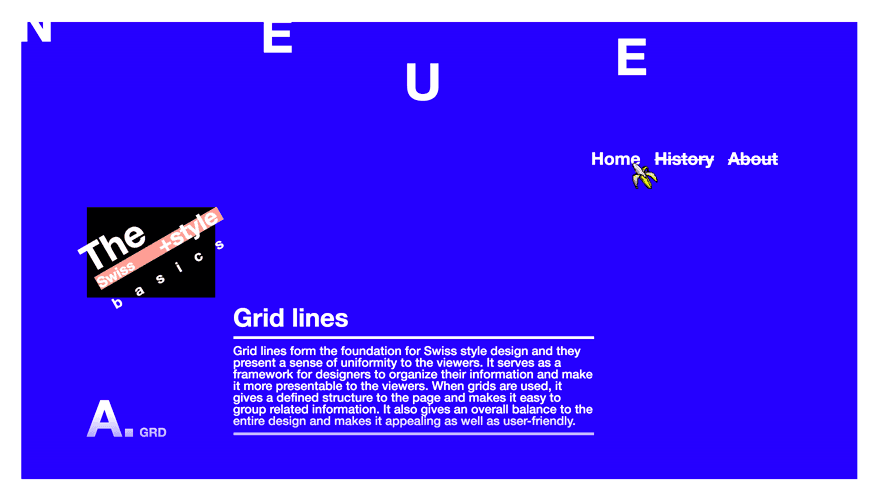 N E U E
Home History About
The +style
Swiss
basics
Grid lines
Grid lines form the foundation for Swiss style design and they
present a sense of uniformity to the viewers. It serves as a
framework for designers to organize their information and make
it more presentable to the viewers. When grids are used, it
gives a defined structure to the page and makes it easy to
group related information. It also gives an overall balance to the
entire design and makes it appealing as well as user-friendly.
A. GRD